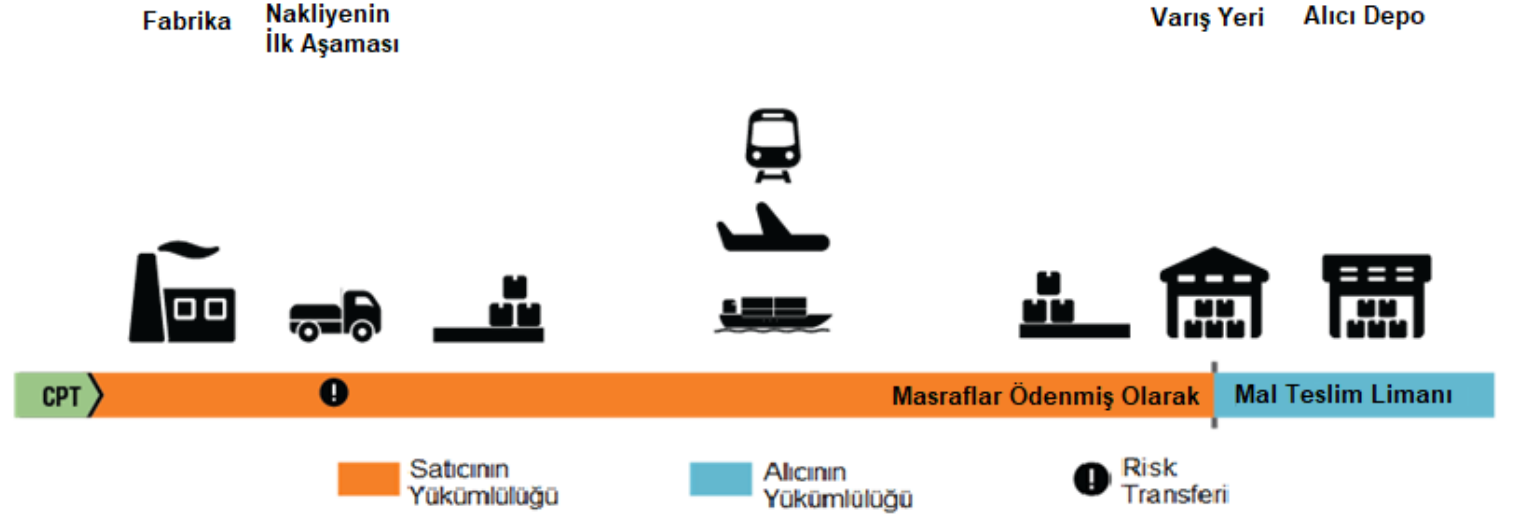 Fabrika
Nakliyenin
İlk Aşaması
Varış Yeri
Alıcı Depo
CPT
Masraflar Ödenmiş Olarak
Mal Teslim Limanı
Satıcının
Yükümlülüğü
Alıcının
Yükümlülüğü
Risk
Transferi